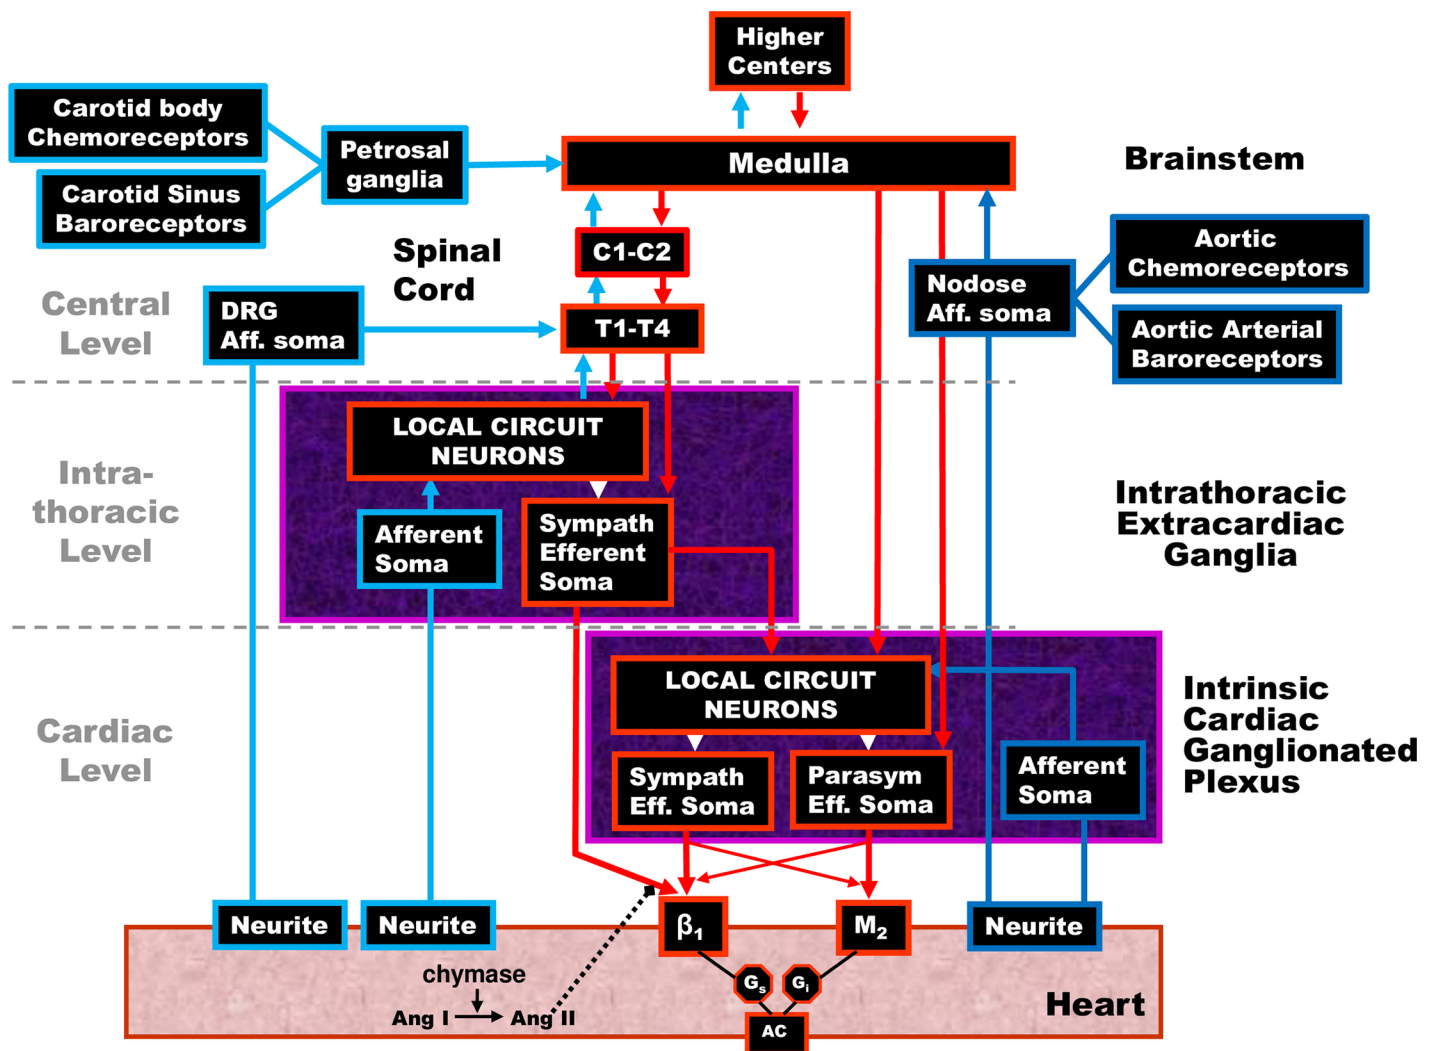 Higher
Centers
Carotid body
Chemoreceptors
Petrosal
ganglia
Medulla
Brainstem
Carotid Sinus
Baroreceptors
Spinal
Cord
C1-C2
Aortic
Chemoreceptors
Nodose
Aff. soma
Central
Level
DRG
Aff. soma
T1-T4
Aortic Arterial
Baroreceptors
LOCAL CIRCUIT
NEURONS
Intra-
thoracic
Level
Afferent
Soma
Sympath
Efferent
Soma
Intrathoracic
Extracardiac
Ganglia
LOCAL CIRCUIT
NEURONS
Cardiac
Level
Sympath
Eff. Soma
Parasym
Eff. Soma
Afferent
Soma
Intrinsic
Cardiac
Ganglionated
Plexus
Neurite
Neurite
β1
M2
Neurite
chymase
Ang I
Ang II
Gs
Gi
AC
Heart